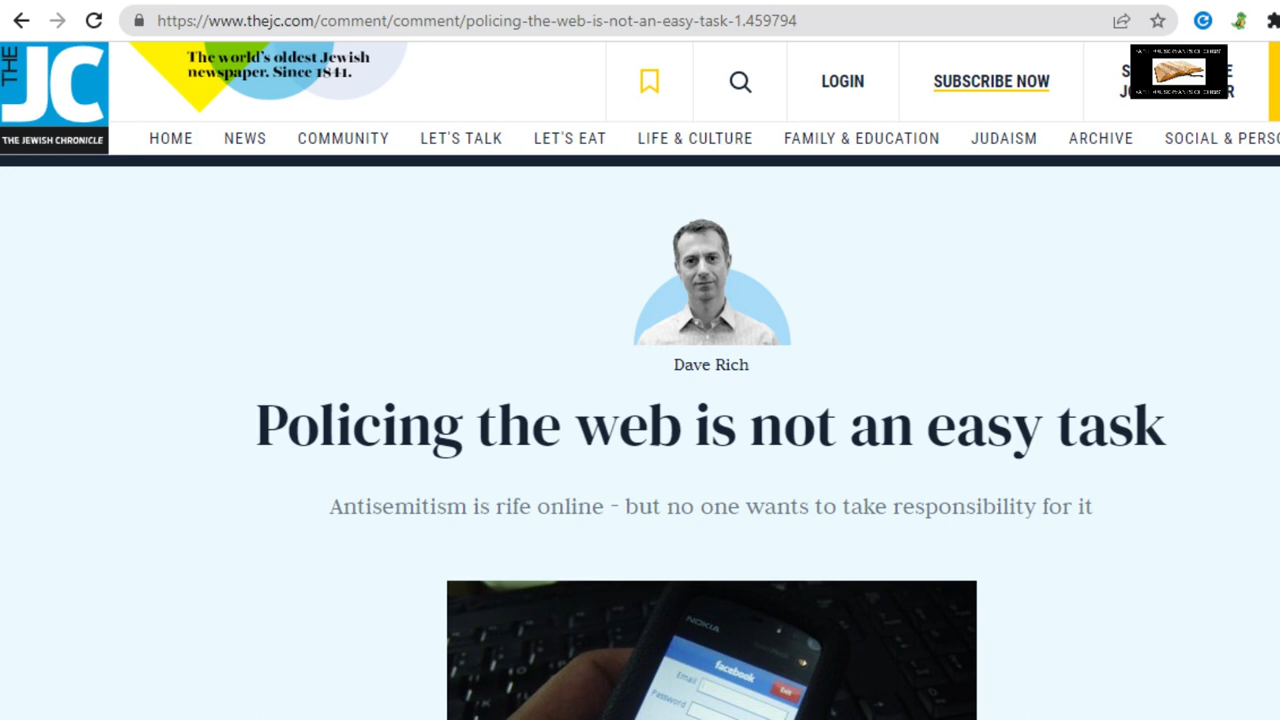 https://www.thejc.com/comment/comment/policing-the-web-is-not-an-easy-task-1.459794
THE
JC
THE JEWISH CHRONICLE
The world's oldest Jewish
newspaper. Since 1841.
LOGIN
SUBSCRIBE NOW
HOME NEWS COMMUNITY LET'S TALK LET'S EAT LIFE & CULTURE FAMILY & EDUCATION JUDAISM ARCHIVE SOCIAL &
Dave Rich
Policing the web is not an easy task
Antisemitism is rife online - but no one wants to take responsibility for it
NOKIA
facebook
Email
Exit
Password